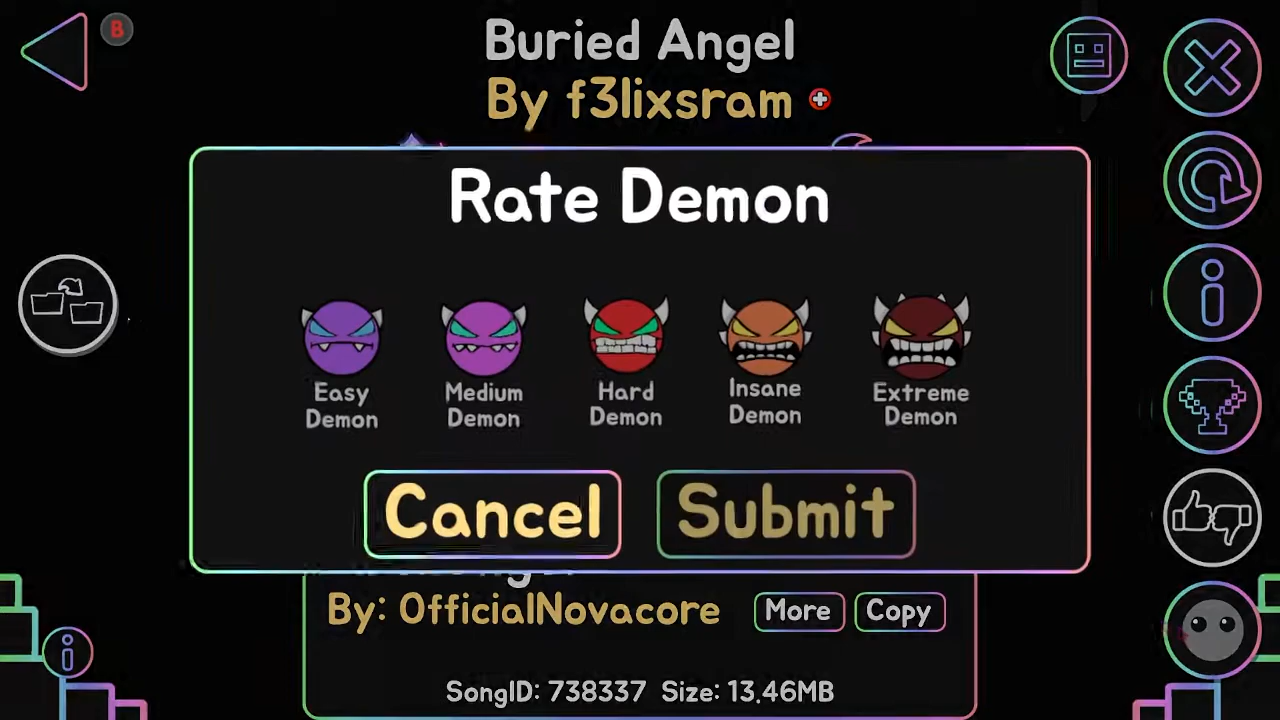 B
Buried Angel
By f3lixsram
Rate Demon
Easy
Demon
Medium
Demon
Hard
Demon
Insane
Demon
Extreme
Demon
Cancel
Submit
By: OfficialNovacore
More
Copy
SongID: 738337 Size: 13.46MB